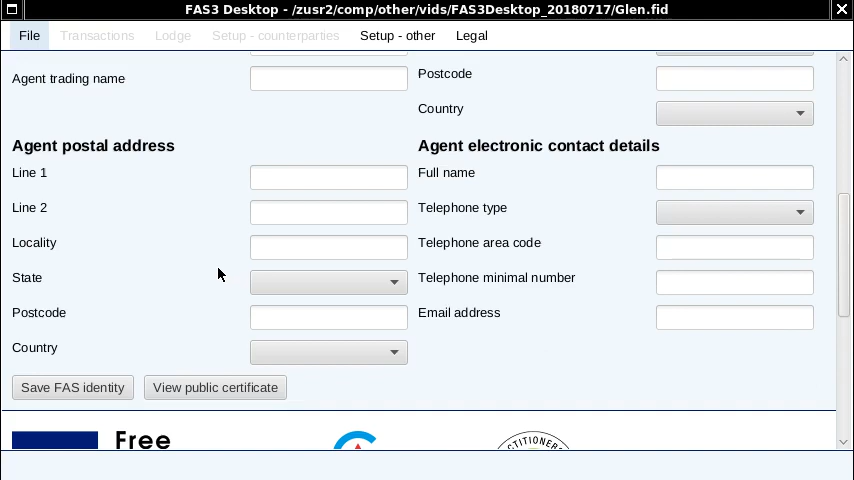 FAS3 Desktop - /zusr2/comp/other/vids/FAS3Desktop_20180717/Glen.fid
File Transactions Lodge Setup - counterparties Setup - other Legal
Agent trading name
Postcode
Country
Agent postal address
Agent electronic contact details
Line 1
Full name
Line 2
Telephone type
Locality
Telephone area code
State
Telephone minimal number
Postcode
Email address
Country
Save FAS identity
View public certificate
Free
CTITIONERS